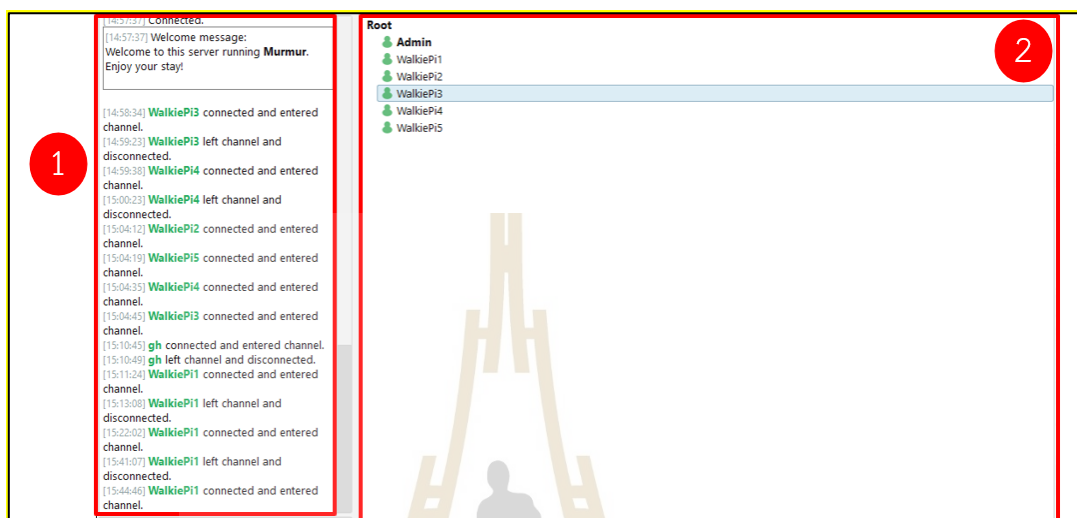 [14:57:37] Connected.
[14:57:37] Welcome message:
Welcome to this server running Murmur.
Enjoy your stay!
[14:58:34] WalkiePi3 connected and entered
channel.
[14:59:23] WalkiePi3 left channel and
disconnected.
[14:59:38] WalkiePi4 connected and entered
channel.
[15:00:23] WalkiePi4 left channel and
disconnected.
[15:04:12] WalkiePi2 connected and entered
channel.
[15:04:19] WalkiePi5 connected and entered
channel.
[15:04:35] WalkiePi4 connected and entered
channel.
[15:04:45] WalkiePi3 connected and entered
channel.
[15:10:45] gh connected and entered channel.
[15:10:49] gh left channel and disconnected.
[15:11:24] WalkiePi1 connected and entered
channel.
[15:13:08] WalkiePi1 left channel and
disconnected.
[15:22:02] WalkiePi1 connected and entered
channel.
[15:41:07] WalkiePi1 left channel and
disconnected.
[15:44:46] WalkiePi1 connected and entered
channel.
1
Root
Admin
WalkiePi1
WalkiePi2
WalkiePi3
WalkiePi4
WalkiePi5
2